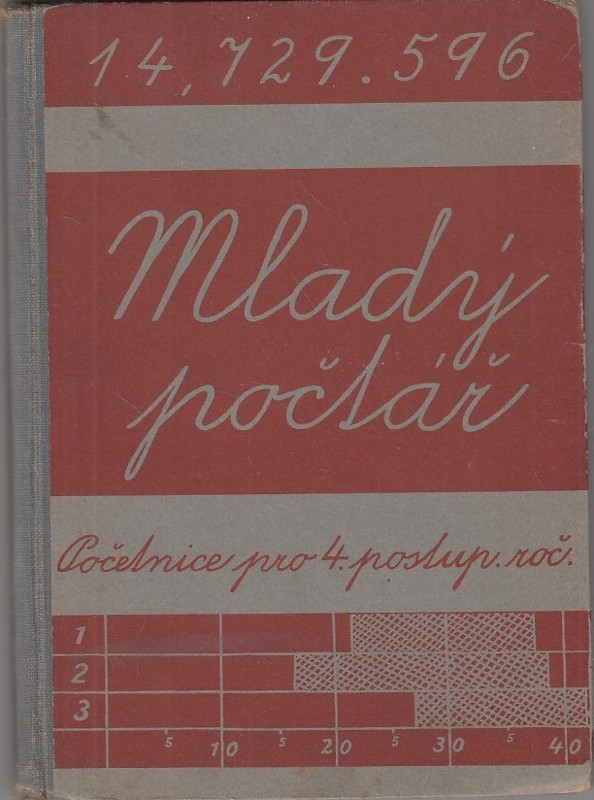 14,729.596
Mladý
počtář
Početnice pro 4. postup. roč.
1
2
3
5 10 5 20 5 30 5 40